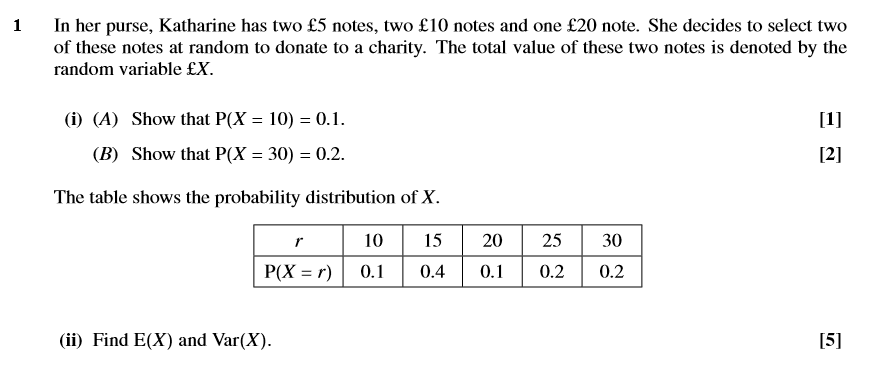 1 In her purse, Katharine has two £5 notes, two £10 notes and one £20 note. She decides to select two
of these notes at random to donate to a charity. The total value of these two notes is denoted by the
random variable £X.
(i) (A) Show that P(X = 10) = 0.1. [1]
(B) Show that P(X = 30) = 0.2. [2]
The table shows the probability distribution of X.
r 10 15 20 25 30
P(X = r) 0.1 0.4 0.1 0.2 0.2
(ii) Find E(X) and Var(X). [5]